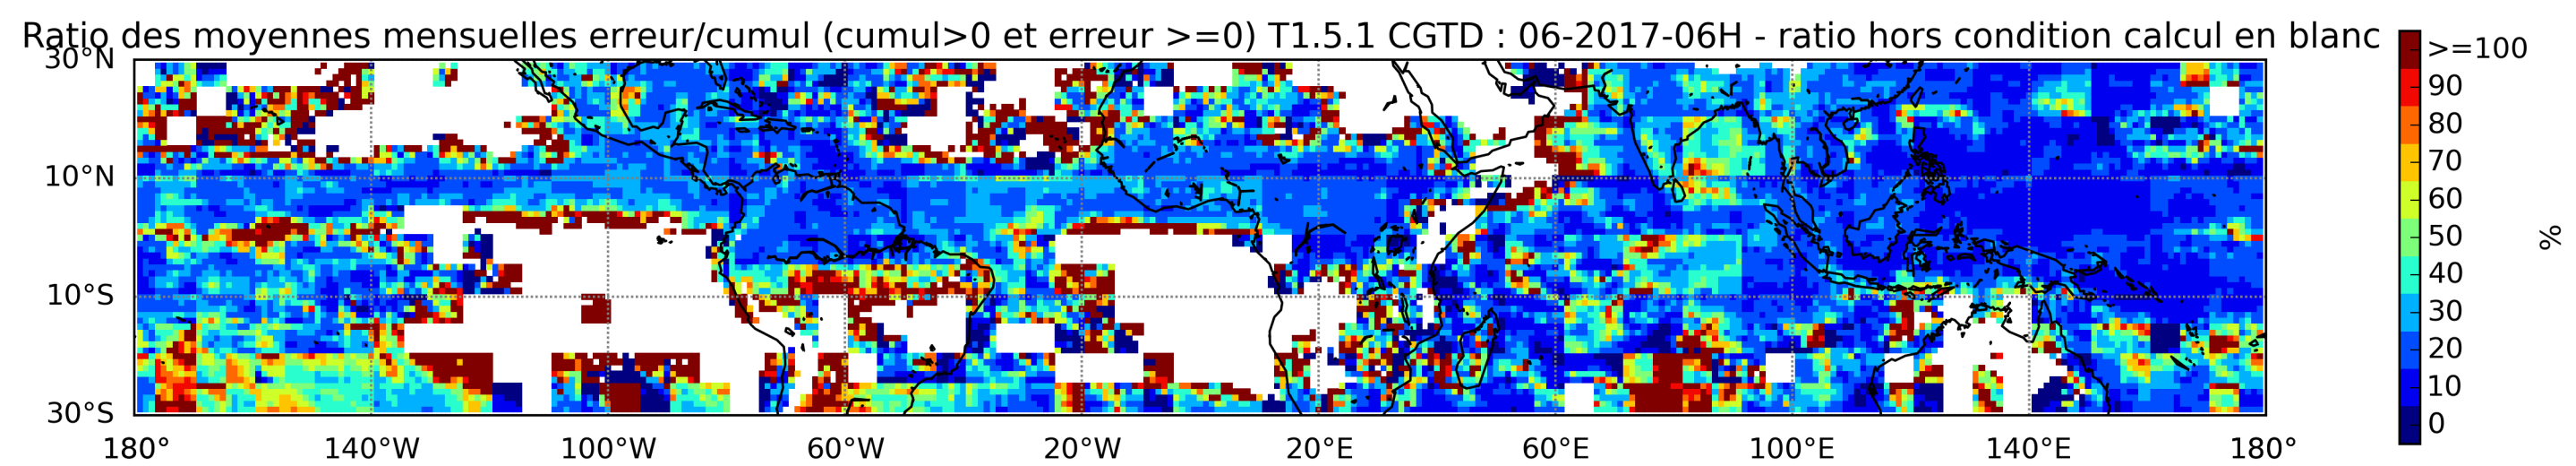 Ratio des moyennes mensuelles erreur/cumul (cumul>0 et erreur >=0) T1.5.1 CGTD : 06-2017-06H - ratio hors condition calcul en blanc
30°N
10°N
10°S
30°S
180°
140°W
100°W
60°W
20°W
20°E
60°E
100°E
140°E
180°
>=100
90
80
70
60
50
40
30
20
10
0
%